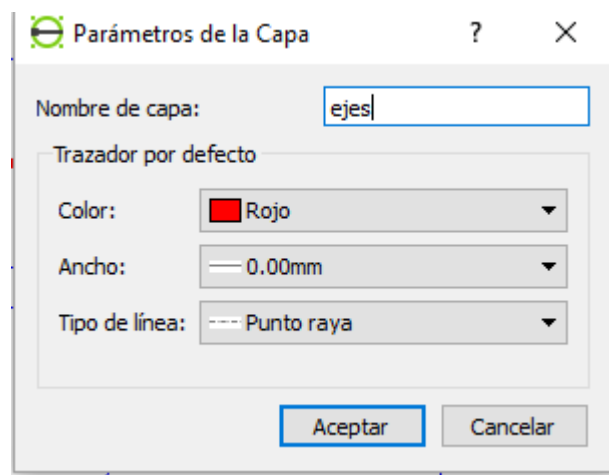 Parámetros de la Capa ?
Nombre de capa: ejes
Trazador por defecto
Color: Rojo
Ancho: 0.00mm
Tipo de línea: Punto raya
Aceptar Cancelar